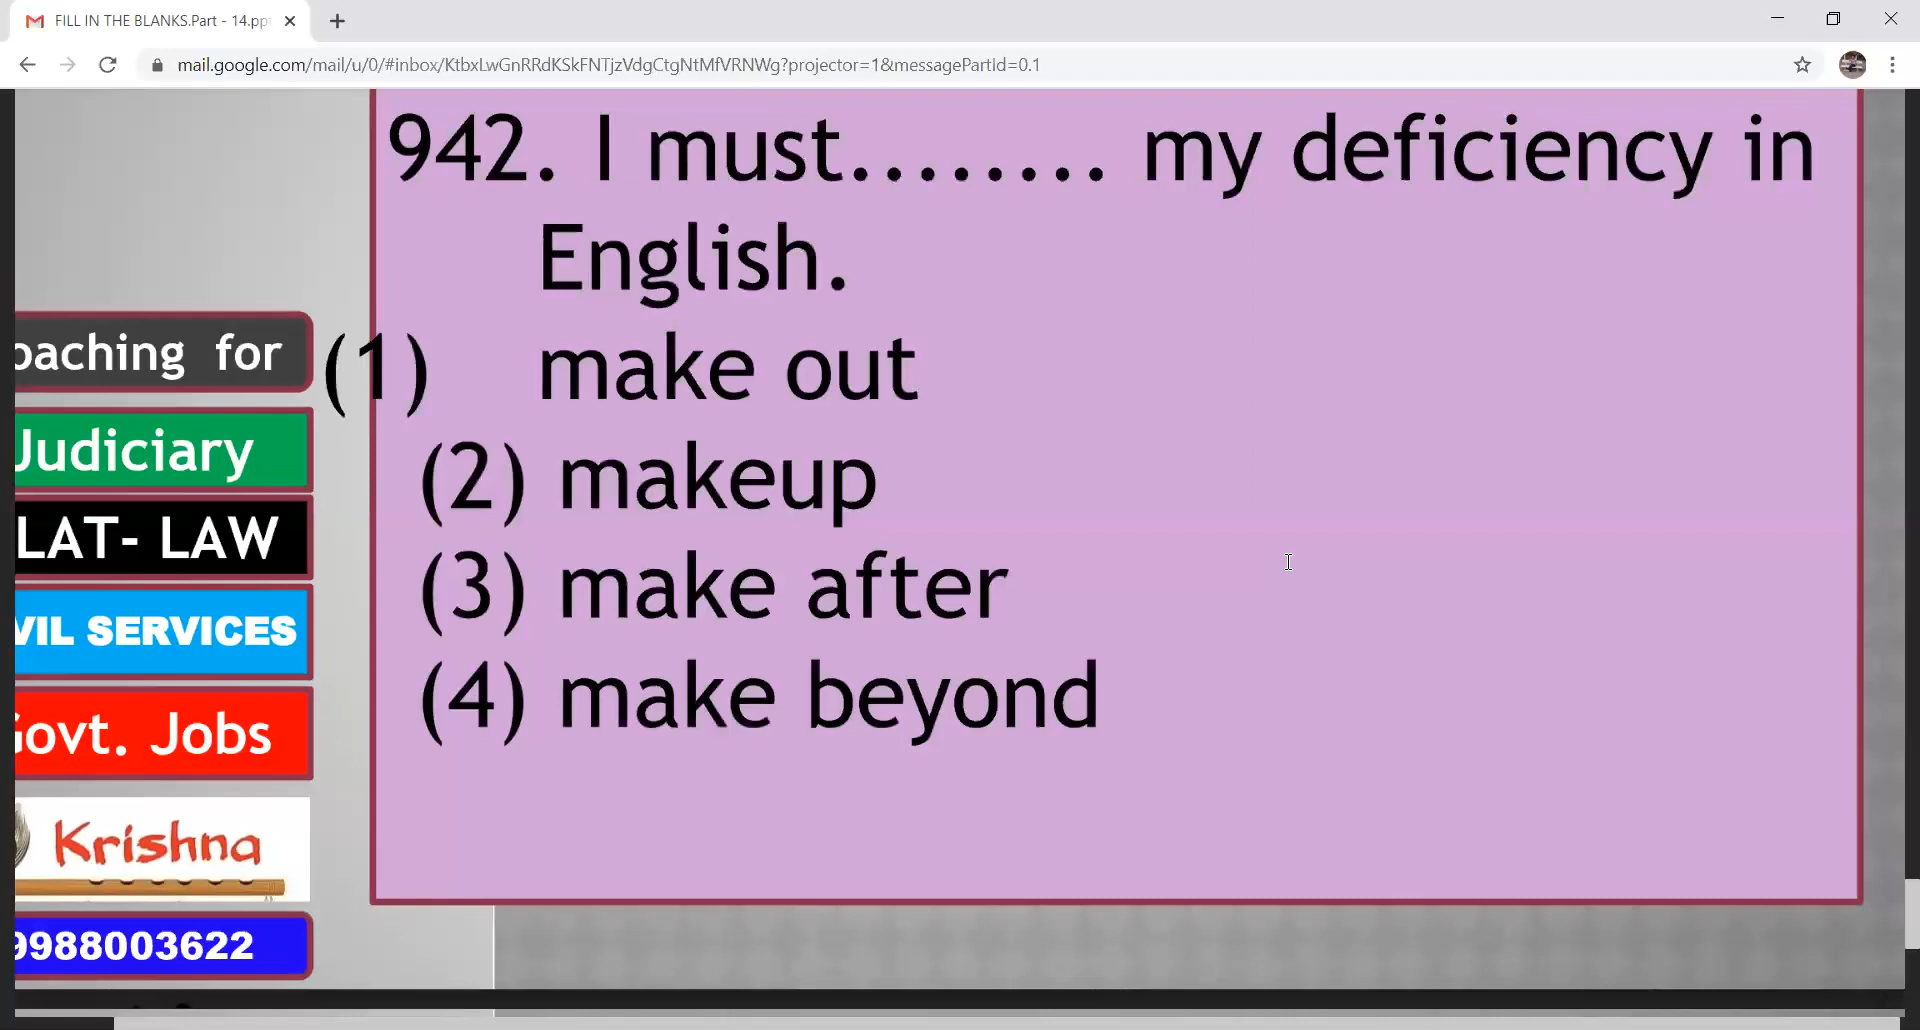 FILL IN THE BLANKS.Part - 14.pp
mail.google.com/mail/u/0/#inbox/KtbxLwGnRRdKSkFNTjzVdgCtgNtMfVRNWg?projector=1&messagePartId=0.1
942. I must........ my deficiency in
English.
(1) make out
(2) makeup
(3) make after
(4) make beyond
oaching for
Judiciary
LAT- LAW
VIL SERVICES
Govt. Jobs
Krishna
9988003622